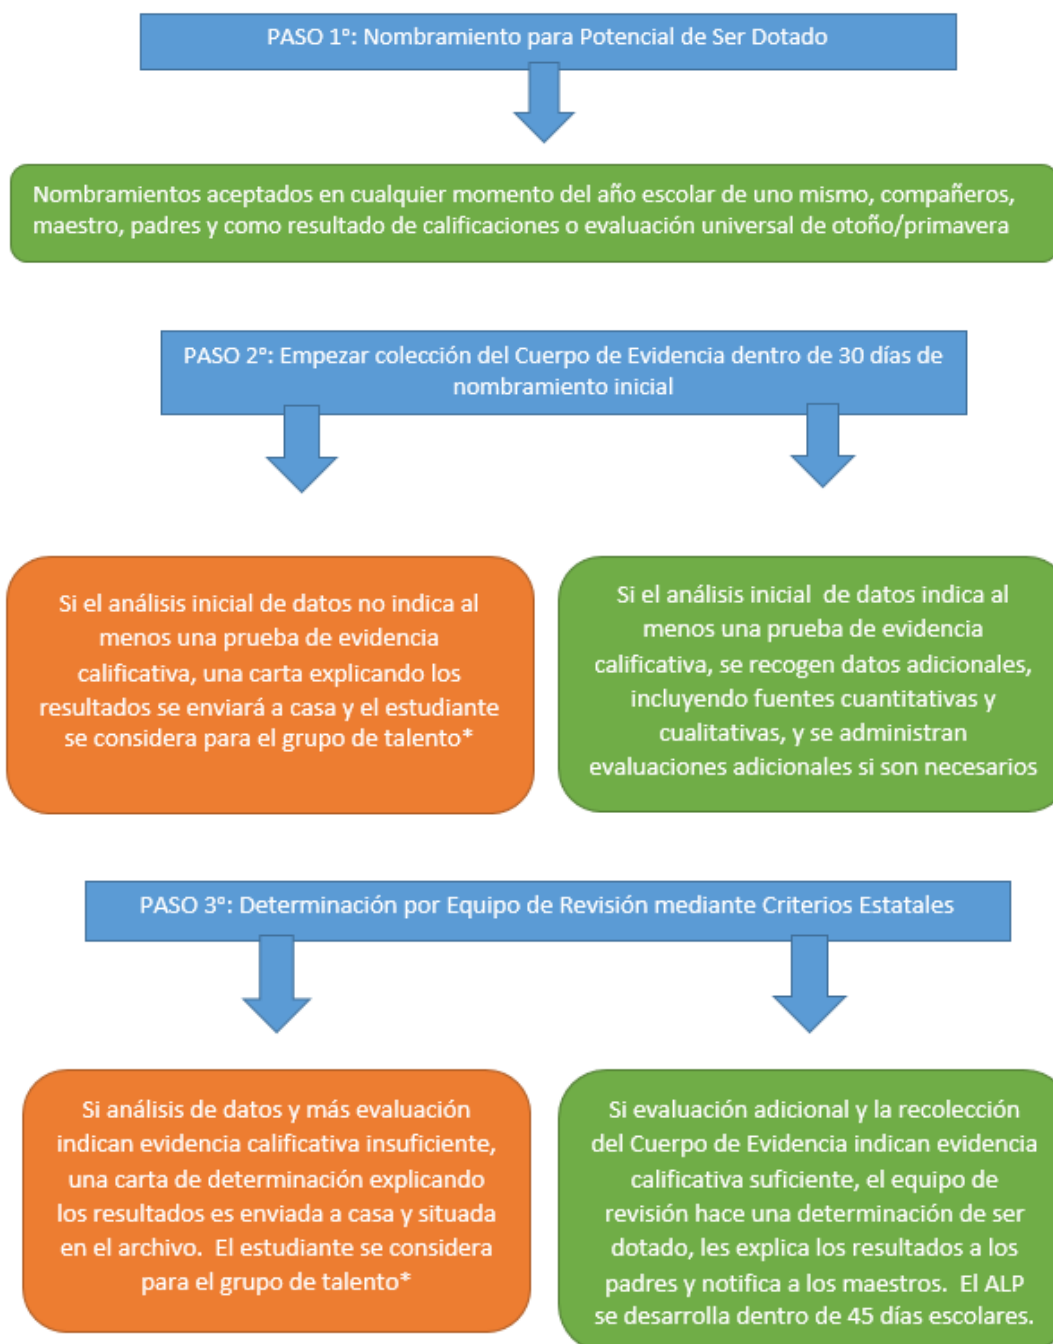 PASO 1°: Nombramiento para Potencial de Ser Dotado
Nombramientos aceptados en cualquier momento del año escolar de uno mismo, compañeros,
maestro, padres y como resultado de calificaciones o evaluación universal de otoño/primavera
PASO 2°: Empezar colección del Cuerpo de Evidencia dentro de 30 días de
nombramiento inicial
Si el análisis inicial de datos no indica al
menos una prueba de evidencia
calificativa, una carta explicando los
resultados se enviará a casa y el estudiante
se considera para el grupo de talento*
Si el análisis inicial  de datos indica al
menos una prueba de evidencia
calificativa, se recogen datos adicionales,
incluyendo fuentes cuantitativas y
cualitativas, y se administran
evaluaciones adicionales si son necesarios
PASO 3°: Determinación por Equipo de Revisión mediante Criterios Estatales
Si análisis de datos y más evaluación
indican evidencia calificativa insuficiente,
una carta de determinación explicando
los resultados es enviada a casa y situada
en el archivo.  El estudiante se considera
para el grupo de talento*
Si evaluación adicional y la recolección
del Cuerpo de Evidencia indican evidencia
calificativa suficiente, el equipo de
revisión hace una determinación de ser
dotado, les explica los resultados a los
padres y notifica a los maestros.  El ALP
se desarrolla dentro de 45 días escolares.